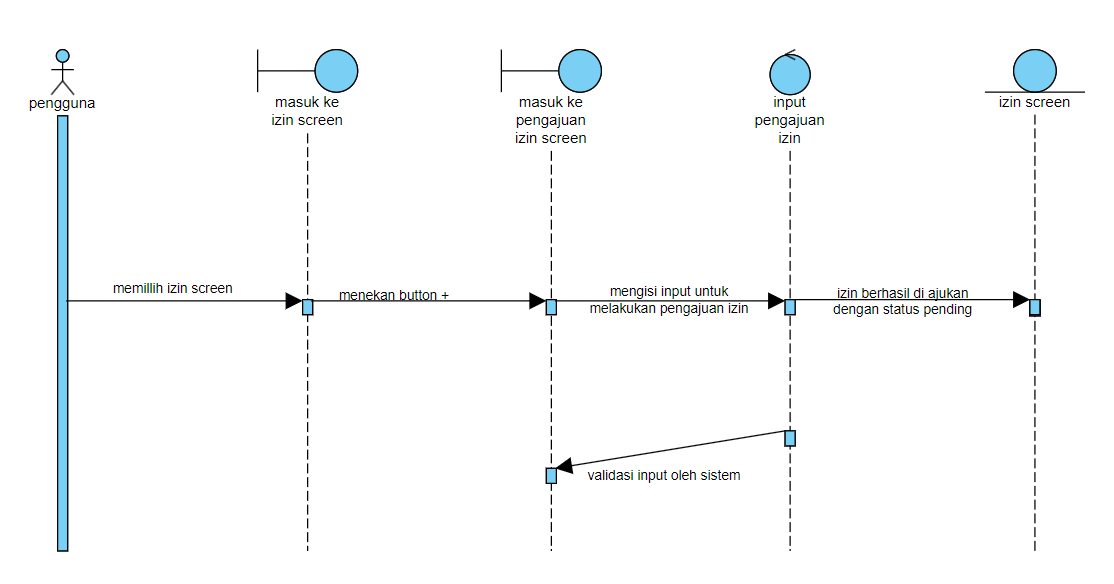 pengguna
masuk ke
izin screen
masuk ke
pengajuan
izin screen
input
pengajuan
izin
izin screen
memillih izin screen
menekan button +
mengisi input untuk
melakukan pengajuan izin
izin berhasil di ajukan
dengan status pending
validasi input oleh sistem